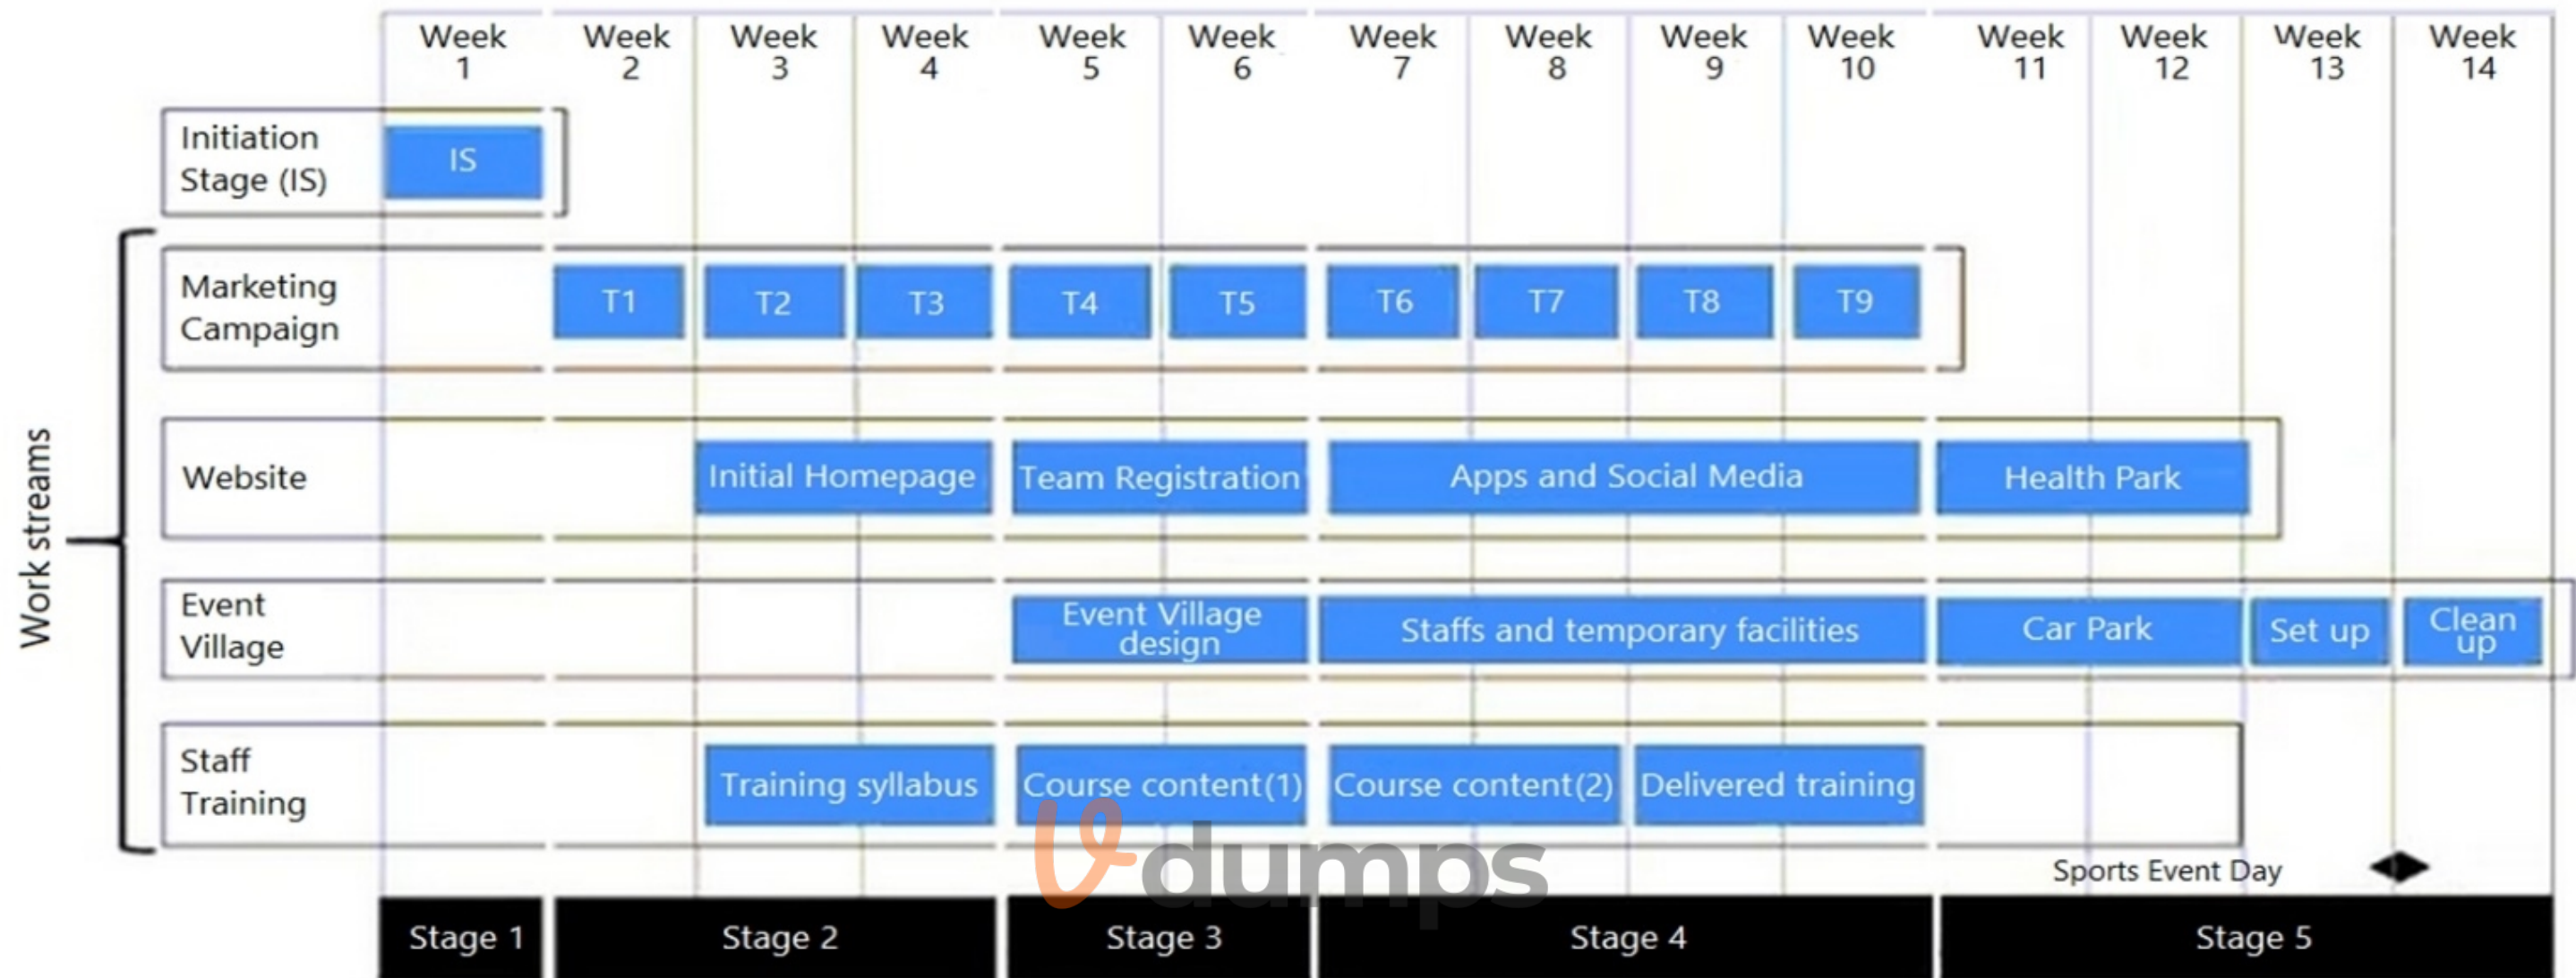 Week 1
Week 2
Week 3
Week 4
Week 5
Week 6
Week 7
Week 8
Week 9
Week 10
Week 11
Week 12
Week 13
Week 14
Work streams
Initiation
Stage (IS)
IS
Marketing
Campaign
T1
T2
T3
T4
T5
T6
T7
T8
T9
Website
Initial Homepage
Team Registration
Apps and Social Media
Health Park
Event
Village
Event Village
design
Staffs and temporary facilities
Car Park
Set up
Clean
up
Staff
Training
Training syllabus
Course content(1)
Course content(2)
Delivered training
Vdumps
Sports Event Day
Stage 1
Stage 2
Stage 3
Stage 4
Stage 5